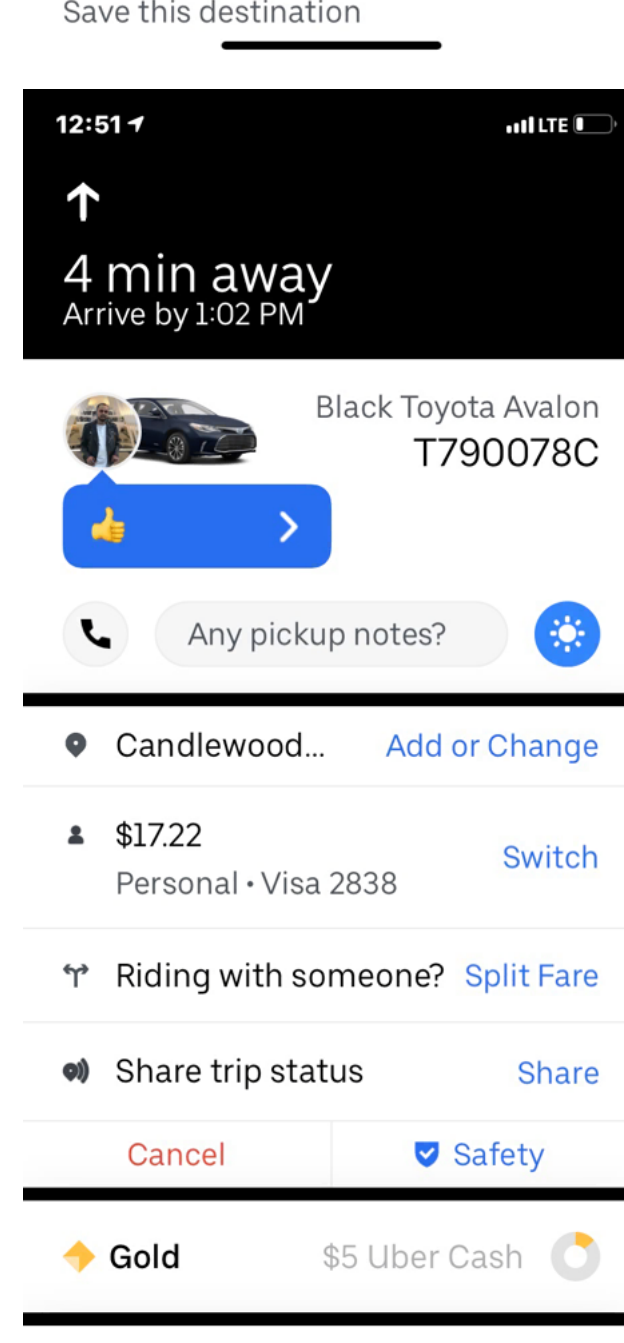 Save this destination
12:51 LTE
4 min away
Arrive by 1:02 PM
Black Toyota Avalon
T790078C
👍
Any pickup notes?
Candlewood... Add or Change
$17.22
Personal • Visa 2838
Switch
Riding with someone? Split Fare
Share trip status Share
Cancel Safety
Gold $5 Uber Cash